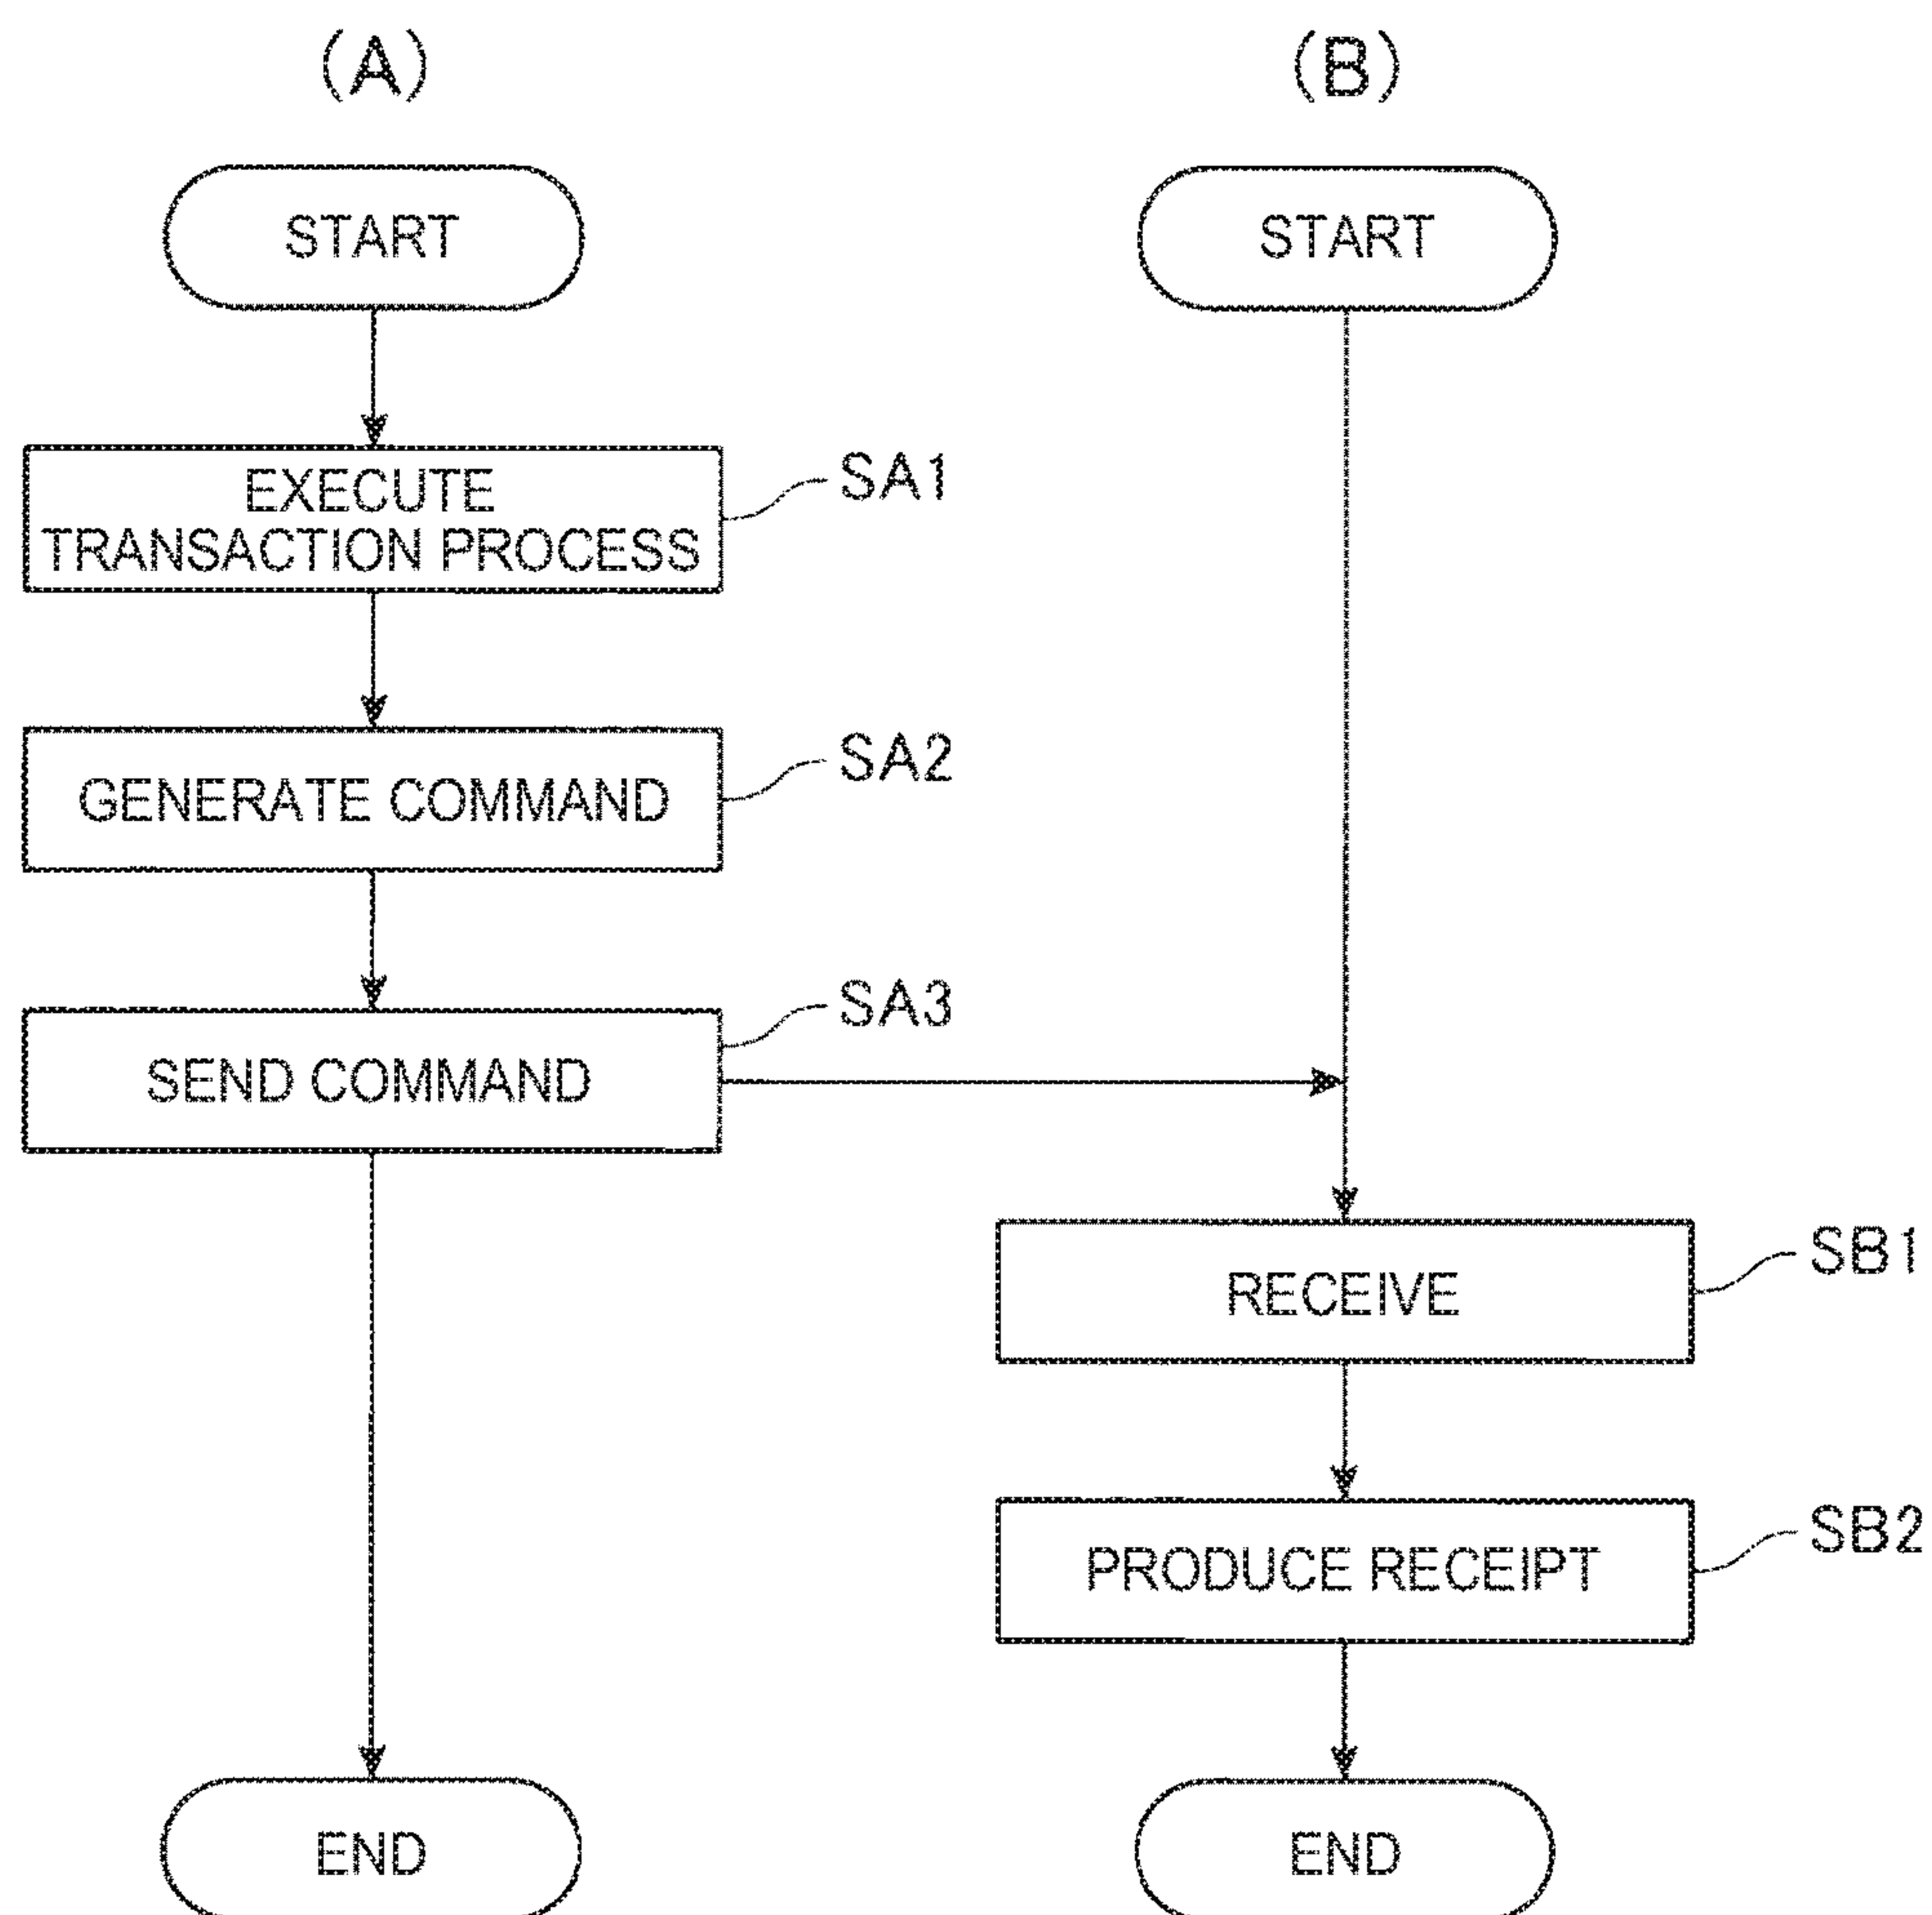 (A)
START
EXECUTE
TRANSACTION PROCESS
SA1
GENERATE COMMAND
SA2
SEND COMMAND
SA3
END
(B)
START
RECEIVE
SB1
PRODUCE RECEIPT
SB2
END